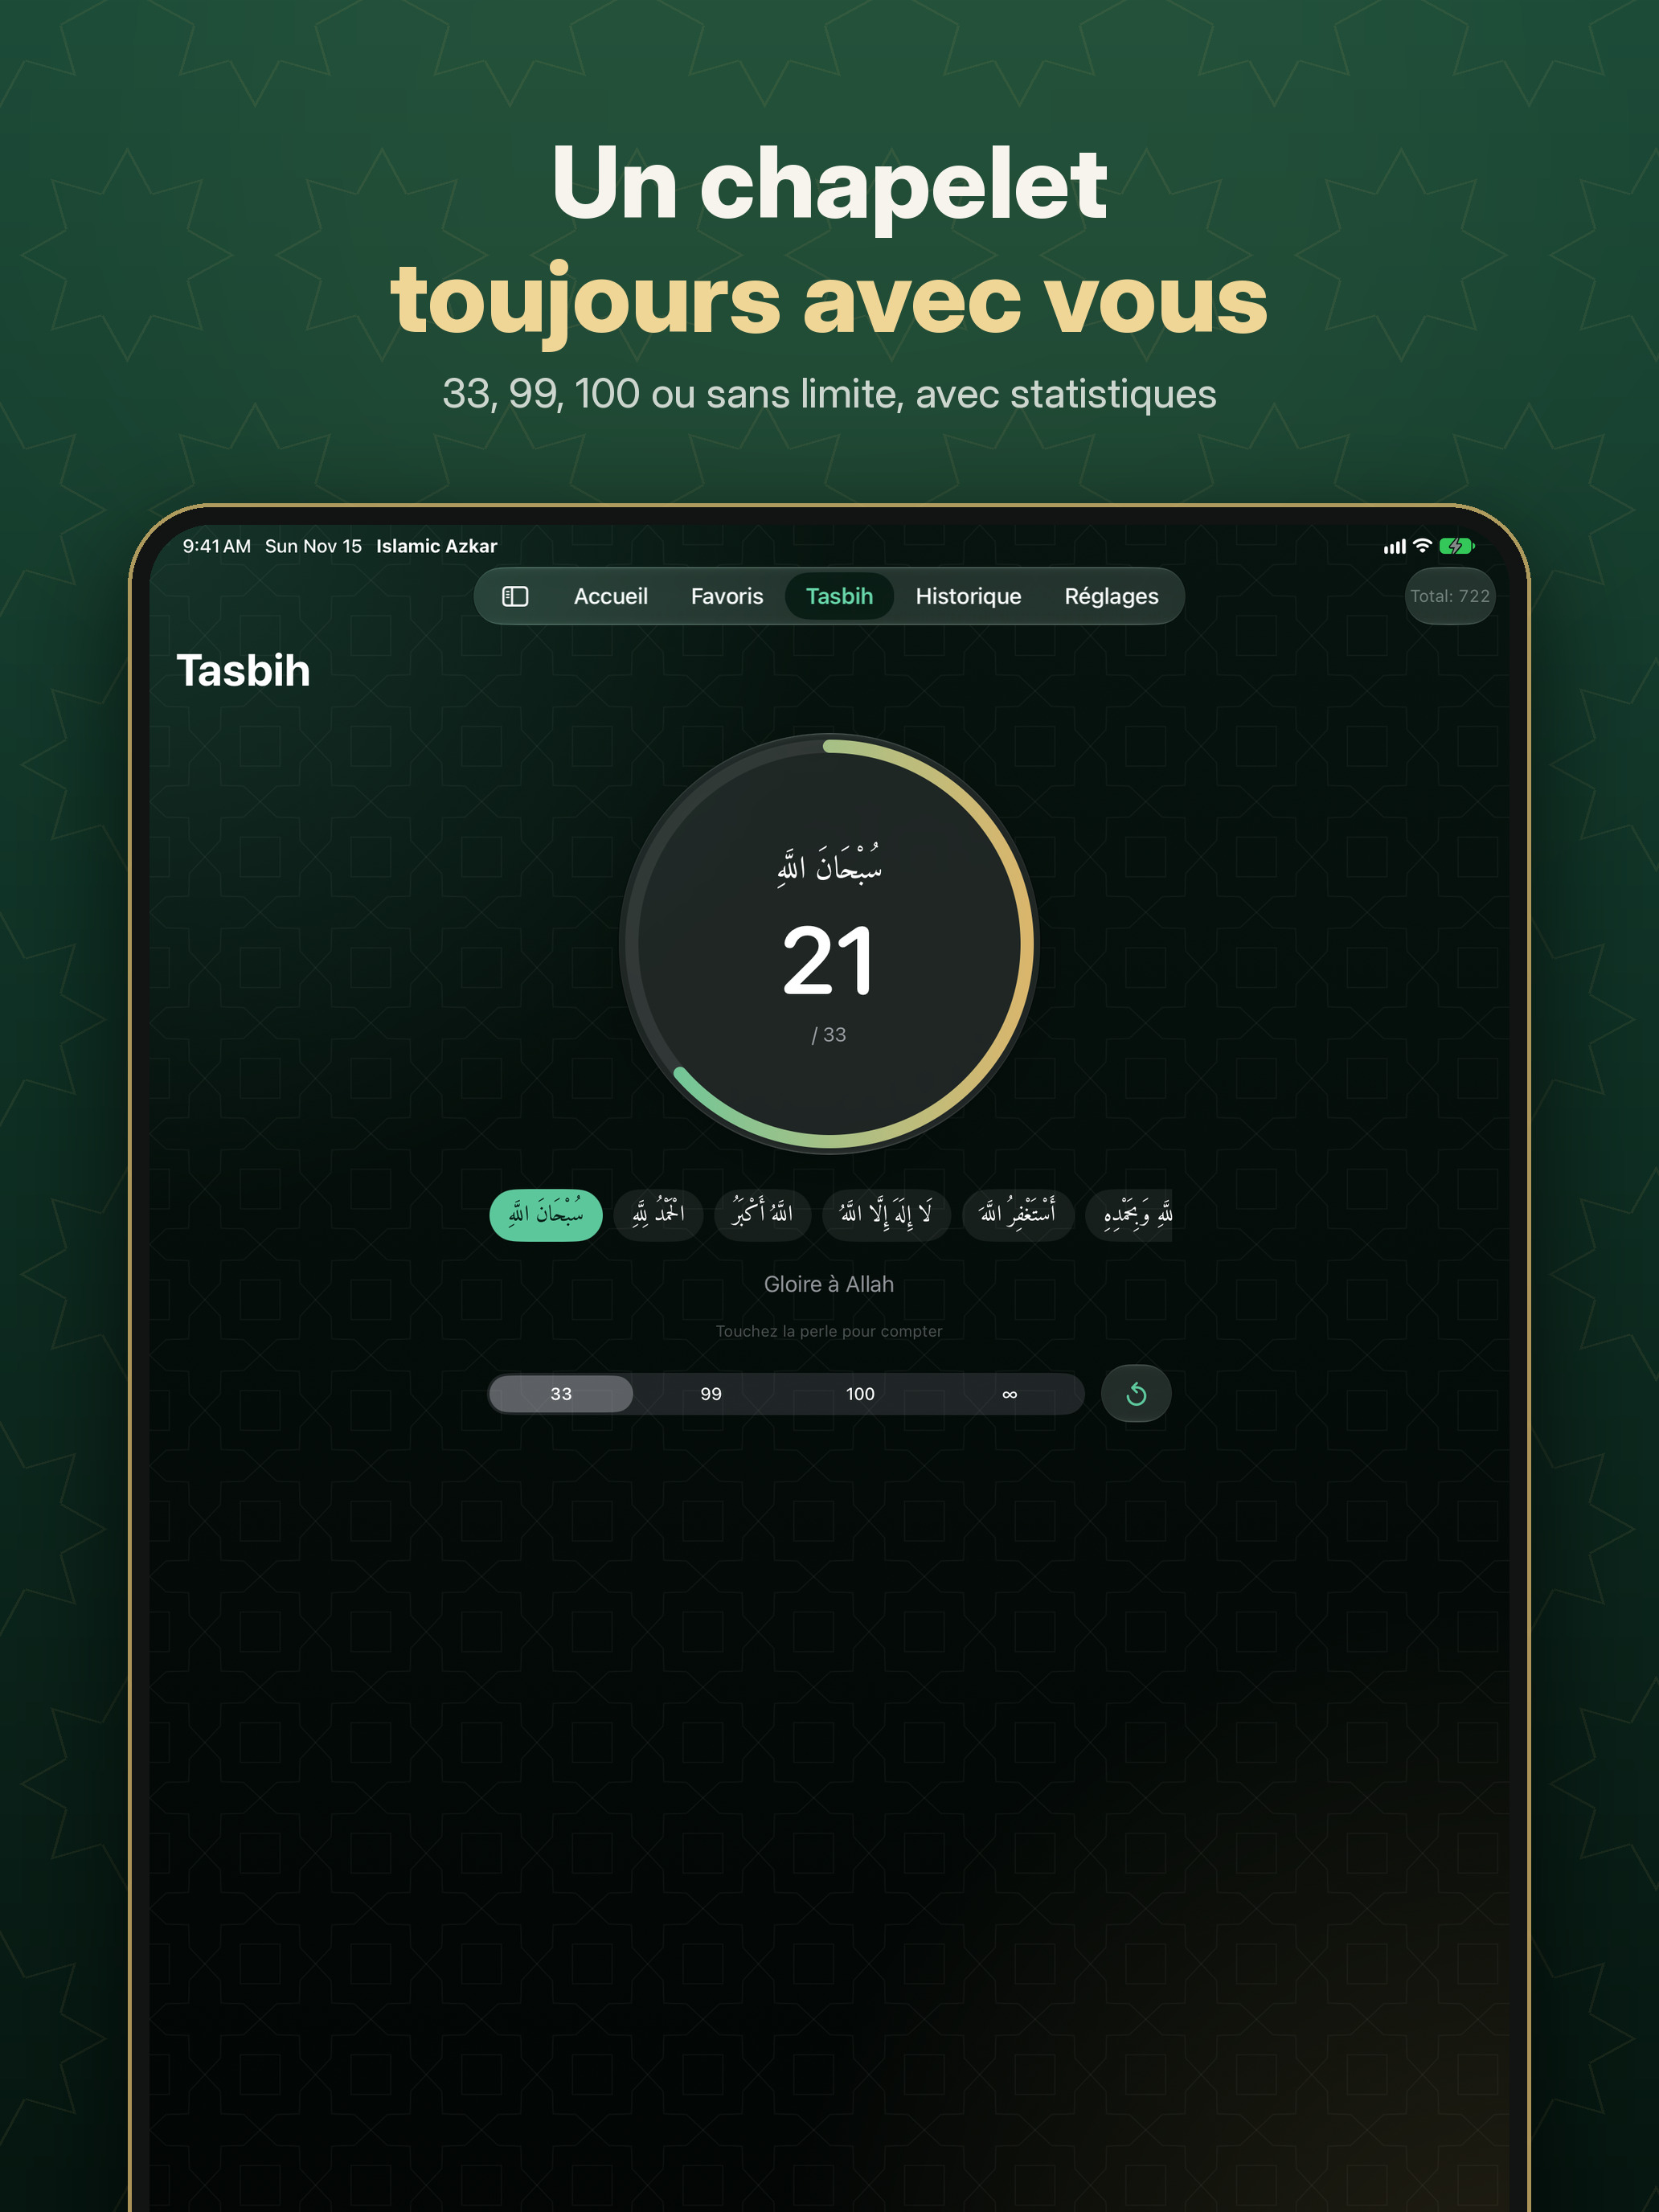 Un chapelet
toujours avec vous
33, 99, 100 ou sans limite, avec statistiques
9:41 AM Sun Nov 15 Islamic Azkar
Accueil Favoris Tasbih Historique Réglages Total: 722
Tasbih
سُبْحَانَ اللَّهِ
21
/ 33
سُبْحَانَ اللَّهِ الْحَمْدُ لِلَّهِ اللَّهُ أَكْبَرُ لَا إِلَهَ إِلَّا اللَّهُ أَسْتَغْفِرُ اللَّهَ وَبِحَمْدِهِ
Gloire à Allah
Touchez la perle pour compter
33 99 100 ∞